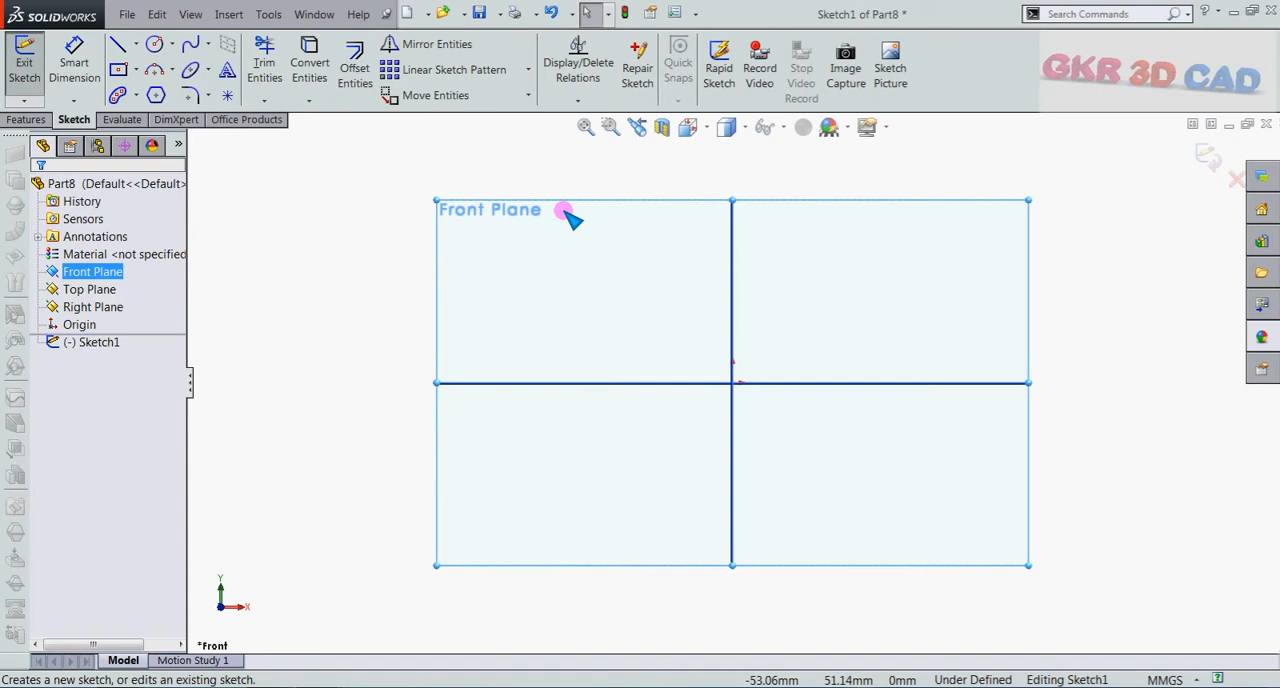 SOLIDWORKS File Edit View Insert Tools Window Help Sketch1 of Part8 * Search Commands
Exit Sketch
Smart Dimension
Trim Entities
Convert Entities
Offset Entities
Mirror Entities
Linear Sketch Pattern
Move Entities
Display/Delete Relations
Repair Sketch
Quick Snaps
Rapid Sketch
Record Video
Stop Video Record
Image Capture
Sketch Picture
GKR 3D CAD
Features Sketch Evaluate DimXpert Office Products
Part8 (Default<<Default>
History
Sensors
Annotations
Material <not specified
Front Plane
Top Plane
Right Plane
Origin
(-) Sketch1
Front Plane
Y
X
*Front
Model Motion Study 1
Creates a new sketch, or edits an existing sketch. -53.06mm 51.14mm 0mm Under Defined Editing Sketch1 MMGS